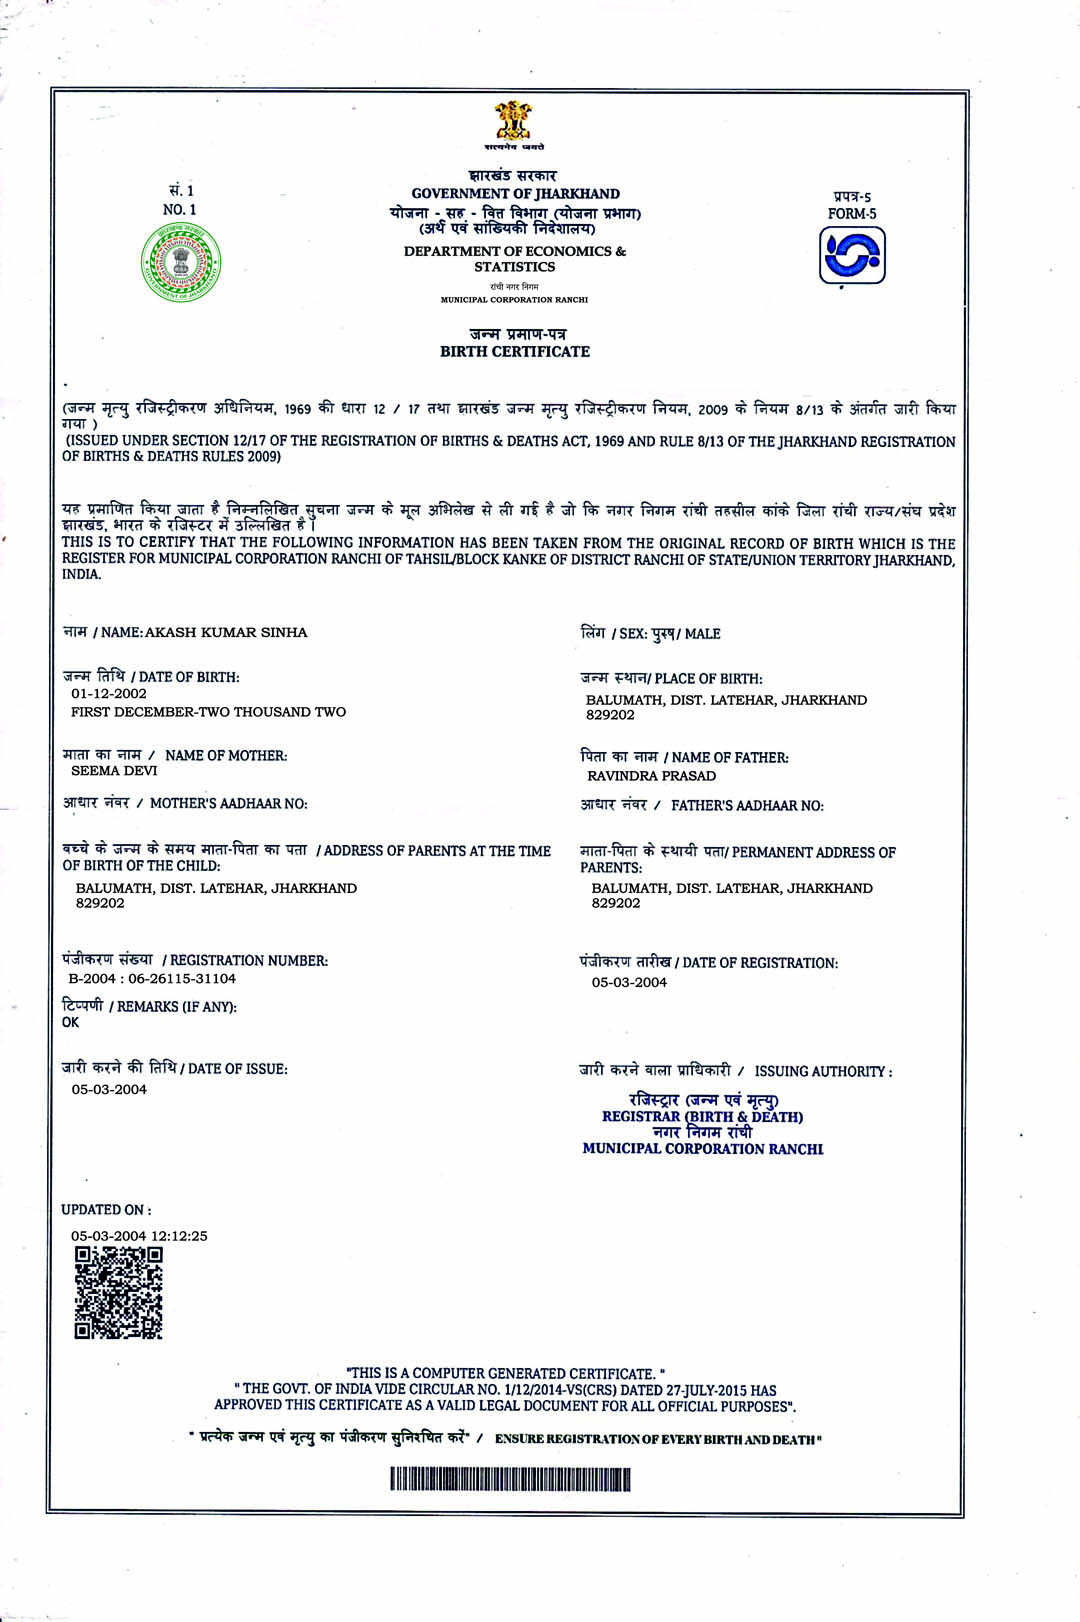 सत्यमेव जयते
झारखंड सरकार
GOVERNMENT OF JHARKHAND
योजना - सह - वित्त विभाग (योजना प्रभाग)
(अर्थ एवं सांख्यिकी निदेशालय)
DEPARTMENT OF ECONOMICS &
STATISTICS
रांची नगर निगम
MUNICIPAL CORPORATION RANCHI
सं. 1
NO. 1
प्रपत्र-5
FORM-5
जन्म प्रमाण-पत्र
BIRTH CERTIFICATE
(जन्म मृत्यु रजिस्ट्रीकरण अधिनियम, 1969 की धारा 12 / 17 तथा झारखंड जन्म मृत्यु रजिस्ट्रीकरण नियम, 2009 के नियम 8/13 के अंतर्गत जारी किया
गया )
(ISSUED UNDER SECTION 12/17 OF THE REGISTRATION OF BIRTHS & DEATHS ACT, 1969 AND RULE 8/13 OF THE JHARKHAND REGISTRATION
OF BIRTHS & DEATHS RULES 2009)
यह प्रमाणित किया जाता है निम्नलिखित सुचना जन्म के मूल अभिलेख से ली गई है जो कि नगर निगम रांची तहसील कांके जिला रांची राज्य/संघ प्रदेश
झारखंड, भारत के रजिस्टर में उल्लिखित है।
THIS IS TO CERTIFY THAT THE FOLLOWING INFORMATION HAS BEEN TAKEN FROM THE ORIGINAL RECORD OF BIRTH WHICH IS THE
REGISTER FOR MUNICIPAL CORPORATION RANCHI OF TAHSIL/BLOCK KANKE OF DISTRICT RANCHI OF STATE/UNION TERRITORY JHARKHAND,
INDIA.
नाम / NAME: AKASH KUMAR SINHA
लिंग / SEX: पुरुष/ MALE
जन्म तिथि / DATE OF BIRTH:
01-12-2002
FIRST DECEMBER-TWO THOUSAND TWO
जन्म स्थान/ PLACE OF BIRTH:
BALUMATH, DIST. LATEHAR, JHARKHAND
829202
माता का नाम / NAME OF MOTHER:
SEEMA DEVI
पिता का नाम / NAME OF FATHER:
RAVINDRA PRASAD
आधार नंवर / MOTHER'S AADHAAR NO:
आधार नंवर / FATHER'S AADHAAR NO:
वच्चे के जन्म के समय माता-पिता का पता / ADDRESS OF PARENTS AT THE TIME
OF BIRTH OF THE CHILD:
BALUMATH, DIST. LATEHAR, JHARKHAND
829202
माता-पिता के स्थायी पता/ PERMANENT ADDRESS OF
PARENTS:
BALUMATH, DIST. LATEHAR, JHARKHAND
829202
पंजीकरण संख्या / REGISTRATION NUMBER:
B-2004 : 06-26115-31104
पंजीकरण तारीख / DATE OF REGISTRATION:
05-03-2004
टिप्पणी / REMARKS (IF ANY):
OK
जारी करने की तिथि / DATE OF ISSUE:
05-03-2004
जारी करने वाला प्राधिकारी / ISSUING AUTHORITY :
रजिस्ट्रार (जन्म एवं मृत्यु)
REGISTRAR (BIRTH & DEATH)
नगर निगम रांची
MUNICIPAL CORPORATION RANCHI
UPDATED ON :
05-03-2004 12:12:25
"THIS IS A COMPUTER GENERATED CERTIFICATE. "
" THE GOVT. OF INDIA VIDE CIRCULAR NO. 1/12/2014-VS(CRS) DATED 27-JULY-2015 HAS
APPROVED THIS CERTIFICATE AS A VALID LEGAL DOCUMENT FOR ALL OFFICIAL PURPOSES".
" प्रत्येक जन्म एवं मृत्यु का पंजीकरण सुनिश्चित करें" / ENSURE REGISTRATION OF EVERY BIRTH AND DEATH "